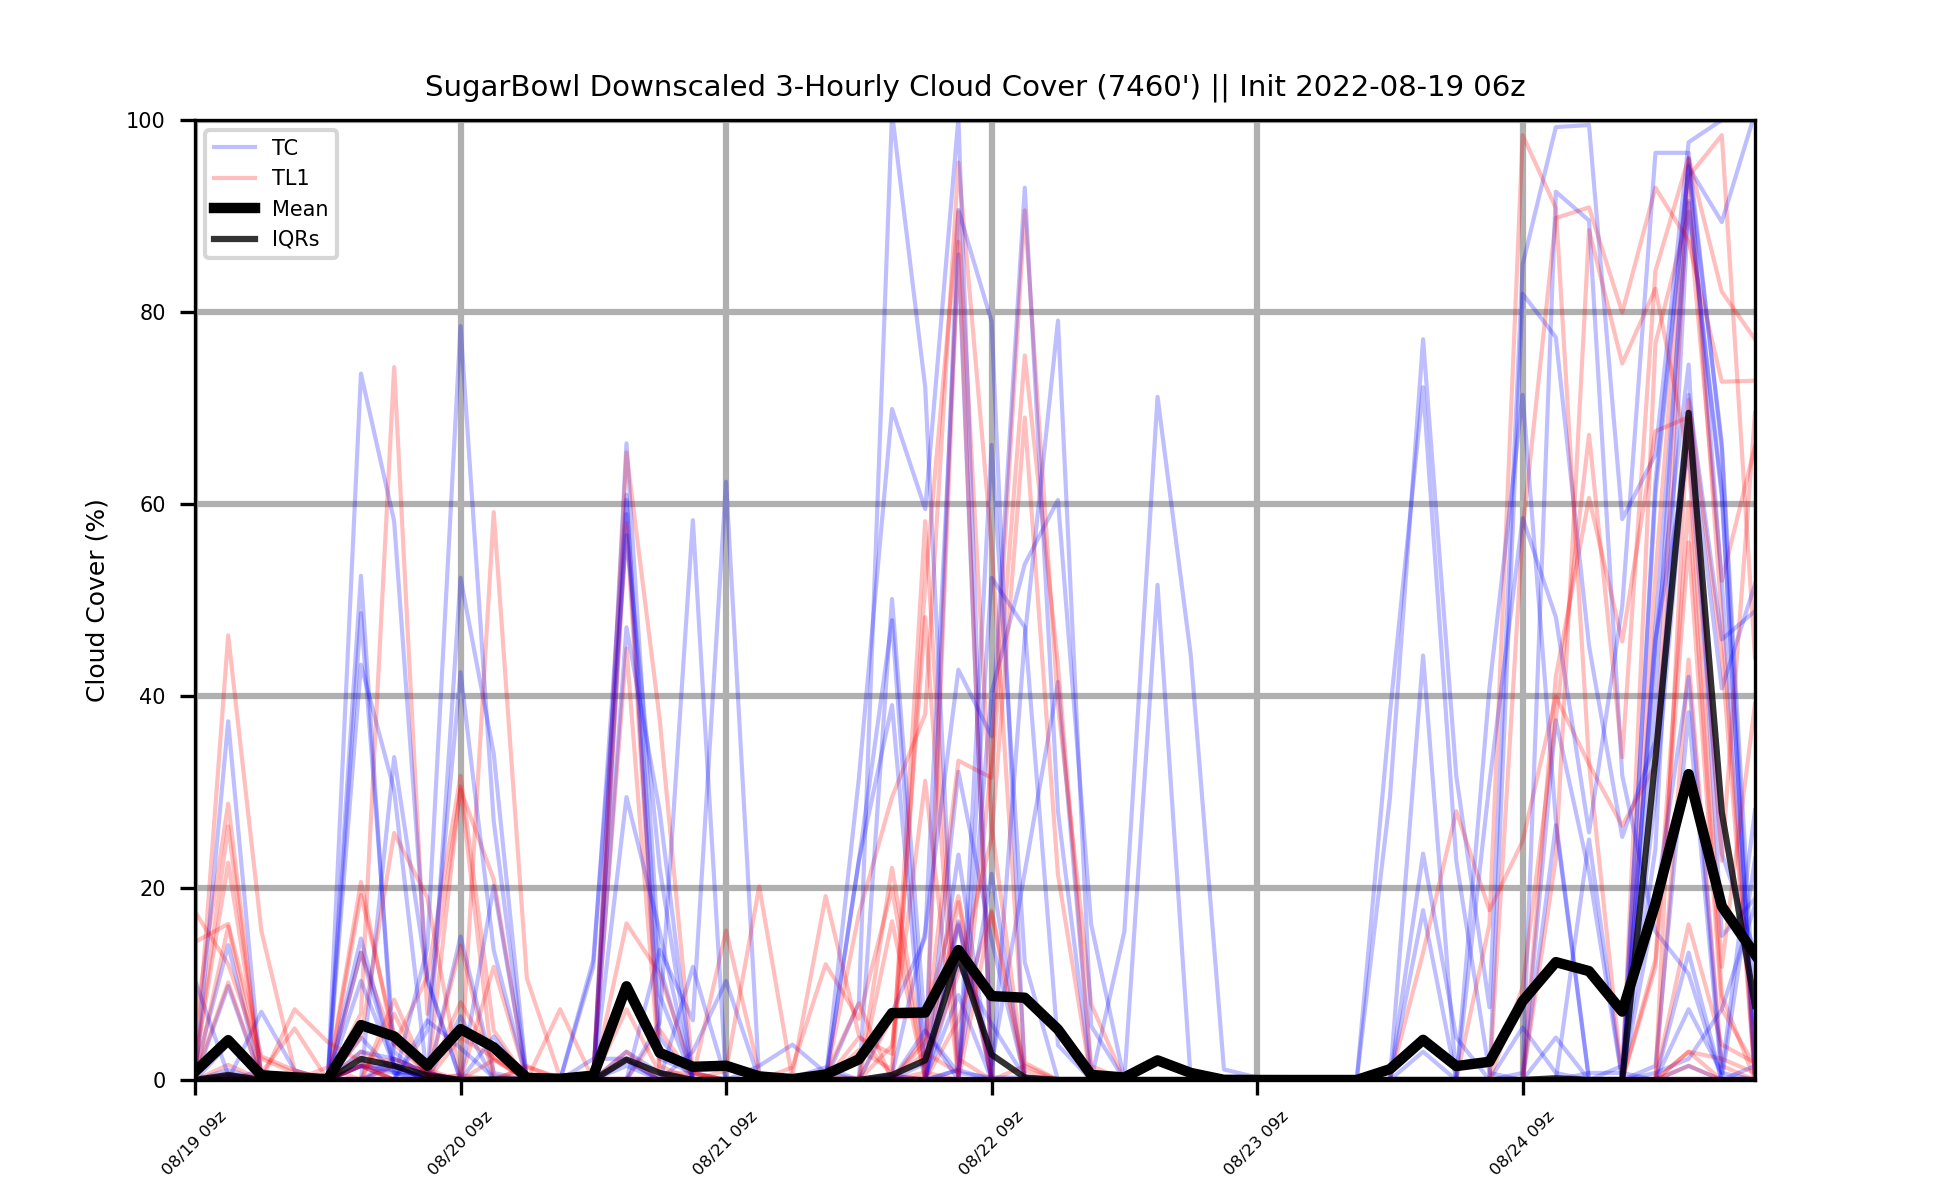 SugarBowl Downscaled 3-Hourly Cloud Cover (7460') || Init 2022-08-19 06z
100
80
60
40
20
0
Cloud Cover (%)
TC
TL1
Mean
IQRs
08/19 09z
08/20 09z
08/21 09z
08/22 09z
08/23 09z
08/24 09z